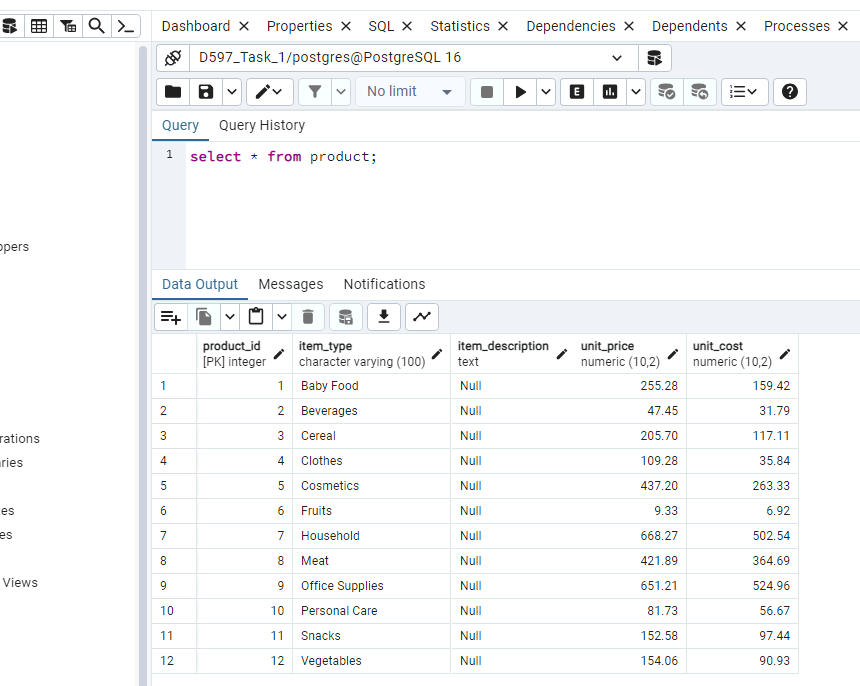 Dashboard × Properties × SQL × Statistics × Dependencies × Dependents × Processes ×
D597_Task_1/postgres@PostgreSQL 16
No limit E
Query Query History
1 select * from product;
ppers
Data Output Messages Notifications
product_id item_type item_description unit_price unit_cost
[PK] integer character varying (100) text numeric (10,2) numeric (10,2)
1 1 Baby Food Null 255.28 159.42
2 2 Beverages Null 47.45 31.79
3 3 Cereal Null 205.70 117.11
rations
4 4 Clothes Null 109.28 35.84
ries
5 5 Cosmetics Null 437.20 263.33
es
6 6 Fruits Null 9.33 6.92
es
7 7 Household Null 668.27 502.54
8 8 Meat Null 421.89 364.69
Views
9 9 Office Supplies Null 651.21 524.96
10 10 Personal Care Null 81.73 56.67
11 11 Snacks Null 152.58 97.44
12 12 Vegetables Null 154.06 90.93